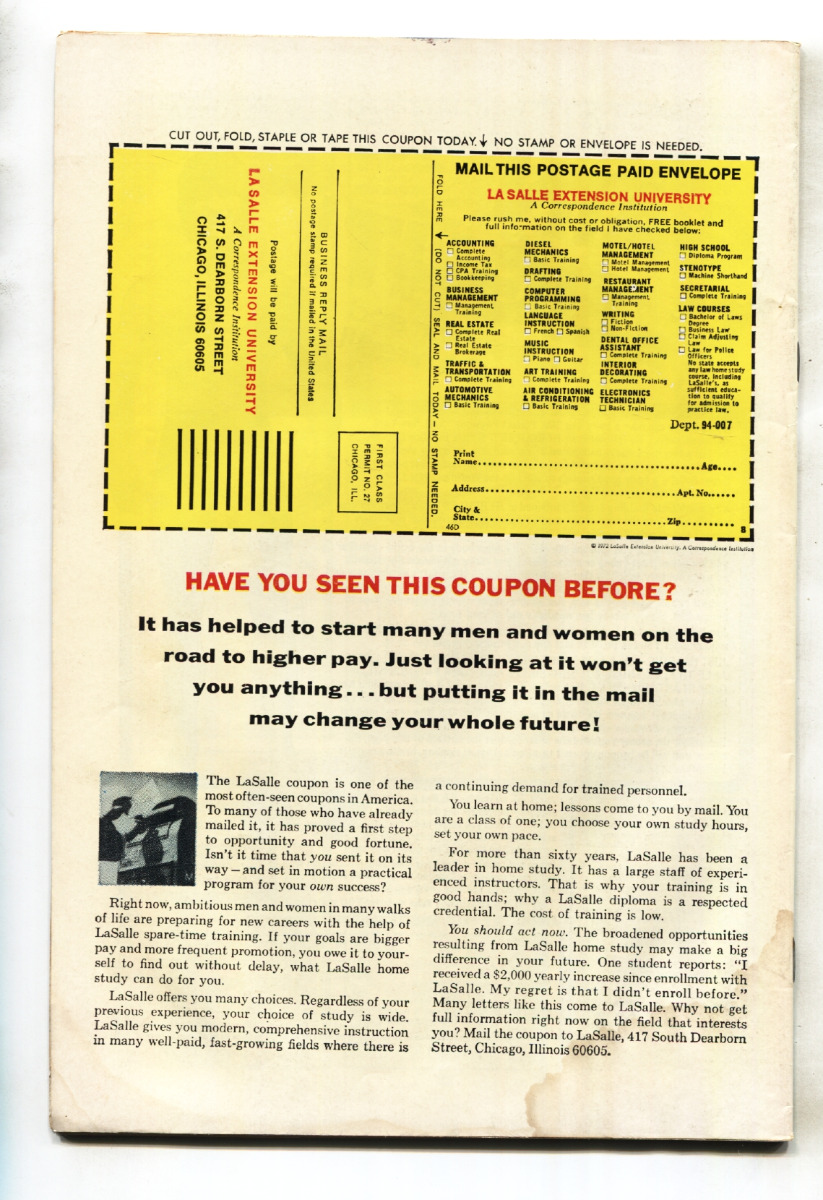 CUT OUT, FOLD, STAPLE OR TAPE THIS COUPON TODAY. ↓ NO STAMP OR ENVELOPE IS NEEDED.
LA SALLE EXTENSION UNIVERSITY
A Correspondence Institution
417 S. DEARBORN STREET
CHICAGO, ILLINOIS 60605
Postage will be paid by
BUSINESS REPLY MAIL
No postage stamp required if mailed in the United States
FIRST CLASS
PERMIT NO. 27
CHICAGO, ILL.
FOLD HERE ← (DO NOT CUT) SEAL AND MAIL TODAY — NO STAMP NEEDED.
MAIL THIS POSTAGE PAID ENVELOPE
LA SALLE EXTENSION UNIVERSITY
A Correspondence Institution
Please rush me, without cost or obligation, FREE booklet and
full information on the field I have checked below:
ACCOUNTING
☐ Complete
Accounting
☐ Income Tax
☐ CPA Training
☐ Bookkeeping
BUSINESS
MANAGEMENT
☐ Management
Training
REAL ESTATE
☐ Complete Real
Estate
☐ Real Estate
Brokerage
TRAFFIC &
TRANSPORTATION
☐ Complete Training
AUTOMOTIVE
MECHANICS
☐ Basic Training
DIESEL
MECHANICS
☐ Basic Training
DRAFTING
☐ Complete Training
COMPUTER
PROGRAMMING
☐ Basic Training
LANGUAGE
INSTRUCTION
☐ French ☐ Spanish
MUSIC
INSTRUCTION
☐ Piano ☐ Guitar
ART TRAINING
☐ Complete Training
AIR CONDITIONING
& REFRIGERATION
☐ Basic Training
MOTEL/HOTEL
MANAGEMENT
☐ Motel Management
☐ Hotel Management
RESTAURANT
MANAGEMENT
☐ Management
Training
WRITING
☐ Fiction
☐ Non-Fiction
DENTAL OFFICE
ASSISTANT
☐ Complete Training
INTERIOR
DECORATING
☐ Complete Training
ELECTRONICS
TECHNICIAN
☐ Basic Training
HIGH SCHOOL
☐ Diploma Program
STENOTYPE
☐ Machine Shorthand
SECRETARIAL
☐ Complete Training
LAW COURSES
☐ Bachelor of Laws
Degree
☐ Business Law
☐ Claim Adjusting
Law
☐ Law for Police
Officers
No state accepts
any law home study
course, including
LaSalle's, as
sufficient educa-
tion to qualify
for admission to
practice law.
Dept. 94-007
Print
Name..........Age....
Address..........Apt. No......
City &
State..........Zip..........
46D 8
© 1972 LaSalle Extension University. A Correspondence Institution
HAVE YOU SEEN THIS COUPON BEFORE?
It has helped to start many men and women on the
road to higher pay. Just looking at it won't get
you anything...but putting it in the mail
may change your whole future!
The LaSalle coupon is one of the
most often-seen coupons in America.
To many of those who have already
mailed it, it has proved a first step
to opportunity and good fortune.
Isn't it time that you sent it on its
way — and set in motion a practical
program for your own success?
Right now, ambitious men and women in many walks
of life are preparing for new careers with the help of
LaSalle spare-time training. If your goals are bigger
pay and more frequent promotion, you owe it to your-
self to find out without delay, what LaSalle home
study can do for you.
LaSalle offers you many choices. Regardless of your
previous experience, your choice of study is wide.
LaSalle gives you modern, comprehensive instruction
in many well-paid, fast-growing fields where there is
a continuing demand for trained personnel.
You learn at home; lessons come to you by mail. You
are a class of one; you choose your own study hours,
set your own pace.
For more than sixty years, LaSalle has been a
leader in home study. It has a large staff of experi-
enced instructors. That is why your training is in
good hands; why a LaSalle diploma is a respected
credential. The cost of training is low.
You should act now. The broadened opportunities
resulting from LaSalle home study may make a big
difference in your future. One student reports: "I
received a $2,000 yearly increase since enrollment with
LaSalle. My regret is that I didn't enroll before."
Many letters like this come to LaSalle. Why not get
full information right now on the field that interests
you? Mail the coupon to LaSalle, 417 South Dearborn
Street, Chicago, Illinois 60605.